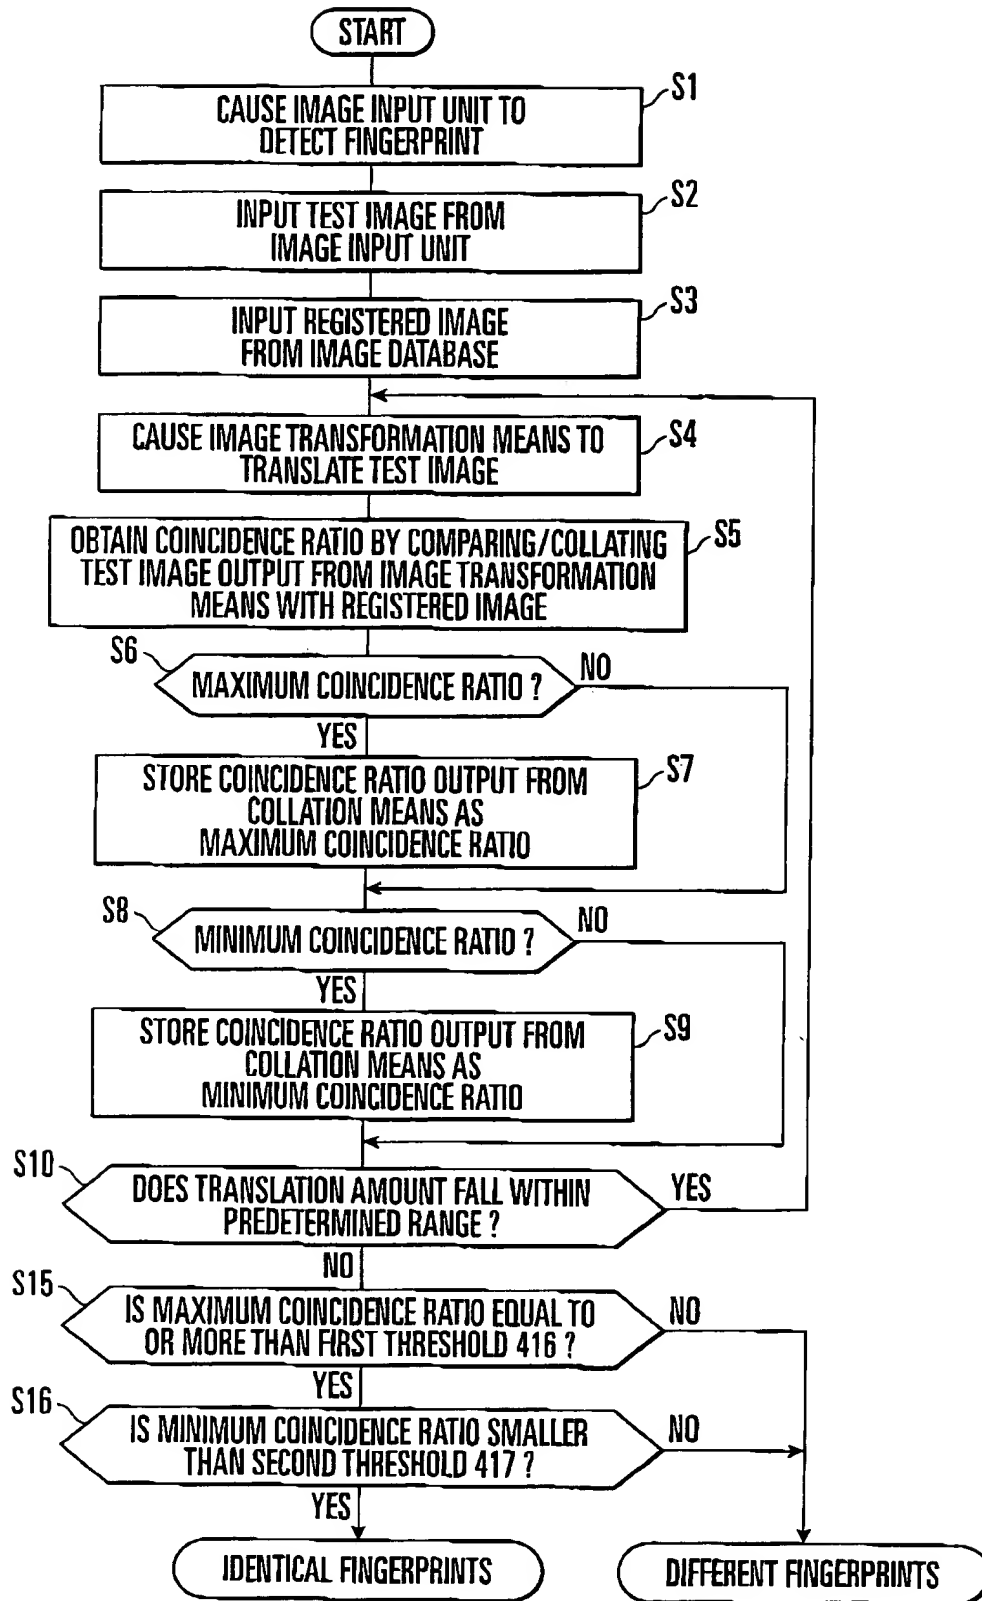 START
S1
CAUSE IMAGE INPUT UNIT TO
DETECT FINGERPRINT
S2
INPUT TEST IMAGE FROM
IMAGE INPUT UNIT
S3
INPUT REGISTERED IMAGE
FROM IMAGE DATABASE
S4
CAUSE IMAGE TRANSFORMATION MEANS TO
TRANSLATE TEST IMAGE
S5
OBTAIN COINCIDENCE RATIO BY COMPARING/COLLATING
TEST IMAGE OUTPUT FROM IMAGE TRANSFORMATION
MEANS WITH REGISTERED IMAGE
S6
MAXIMUM COINCIDENCE RATIO ?
NO
YES
S7
STORE COINCIDENCE RATIO OUTPUT FROM
COLLATION MEANS AS
MAXIMUM COINCIDENCE RATIO
S8
MINIMUM COINCIDENCE RATIO ?
NO
YES
S9
STORE COINCIDENCE RATIO OUTPUT FROM
COLLATION MEANS AS
MINIMUM COINCIDENCE RATIO
S10
DOES TRANSLATION AMOUNT FALL WITHIN
PREDETERMINED RANGE ?
YES
NO
S15
IS MAXIMUM COINCIDENCE RATIO EQUAL TO
OR MORE THAN FIRST THRESHOLD 416 ?
NO
YES
S16
IS MINIMUM COINCIDENCE RATIO SMALLER
THAN SECOND THRESHOLD 417 ?
NO
YES
IDENTICAL FINGERPRINTS
DIFFERENT FINGERPRINTS